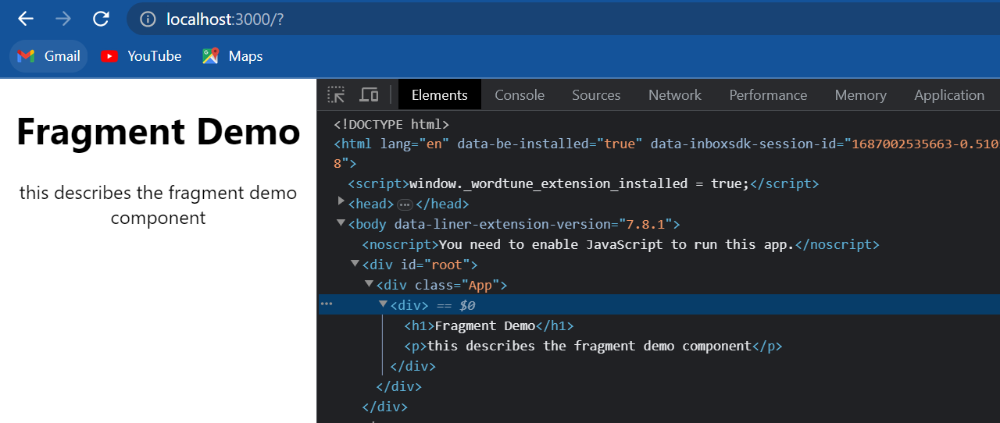 localhost:3000/?
Gmail YouTube Maps
Fragment Demo
this describes the fragment demo
component
Elements Console Sources Network Performance Memory Application
<!DOCTYPE html>
<html lang="en" data-be-installed="true" data-inboxsdk-session-id="1687002535663-0.510
8">
<script>window._wordtune_extension_installed = true;</script>
<head>…</head>
<body data-liner-extension-version="7.8.1">
<noscript>You need to enable JavaScript to run this app.</noscript>
<div id="root">
<div class="App">
<div> == $0
<h1>Fragment Demo</h1>
<p>this describes the fragment demo component</p>
</div>
</div>
</div>